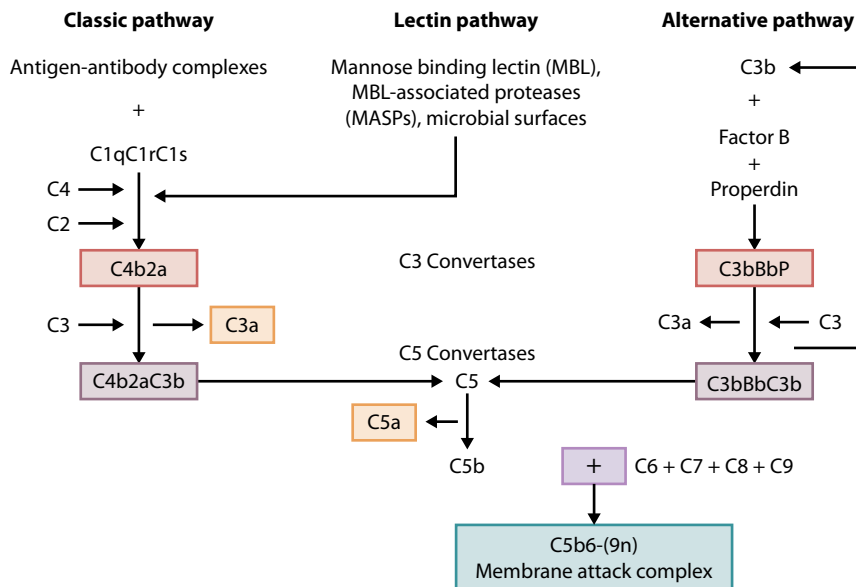 Classic pathway
Lectin pathway
Alternative pathway
Antigen-antibody complexes
Mannose binding lectin (MBL),
MBL-associated proteases
(MASPs), microbial surfaces
C3b
+
+
Factor B
C1qC1rC1s
+
C4
Properdin
C2
C4b2a
C3 Convertases
C3bBbP
C3
C3a
C3a
C3
C5 Convertases
C4b2aC3b
C5
C3bBbC3b
C5a
C5b
+
C6 + C7 + C8 + C9
C5b6-(9n)
Membrane attack complex